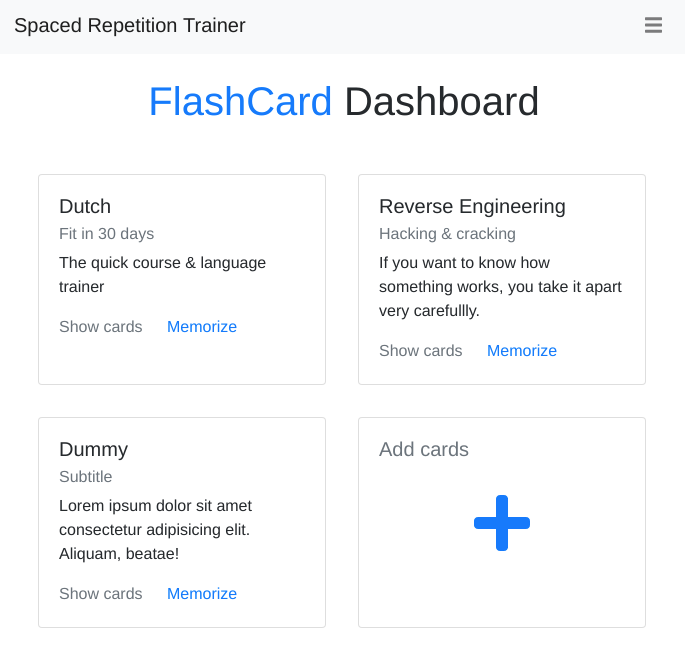 Spaced Repetition Trainer
FlashCard Dashboard
Dutch
Fit in 30 days
The quick course & language
trainer
Show cards Memorize
Reverse Engineering
Hacking & cracking
If you want to know how
something works, you take it apart
very carefullly.
Show cards Memorize
Dummy
Subtitle
Lorem ipsum dolor sit amet
consectetur adipisicing elit.
Aliquam, beatae!
Show cards Memorize
Add cards